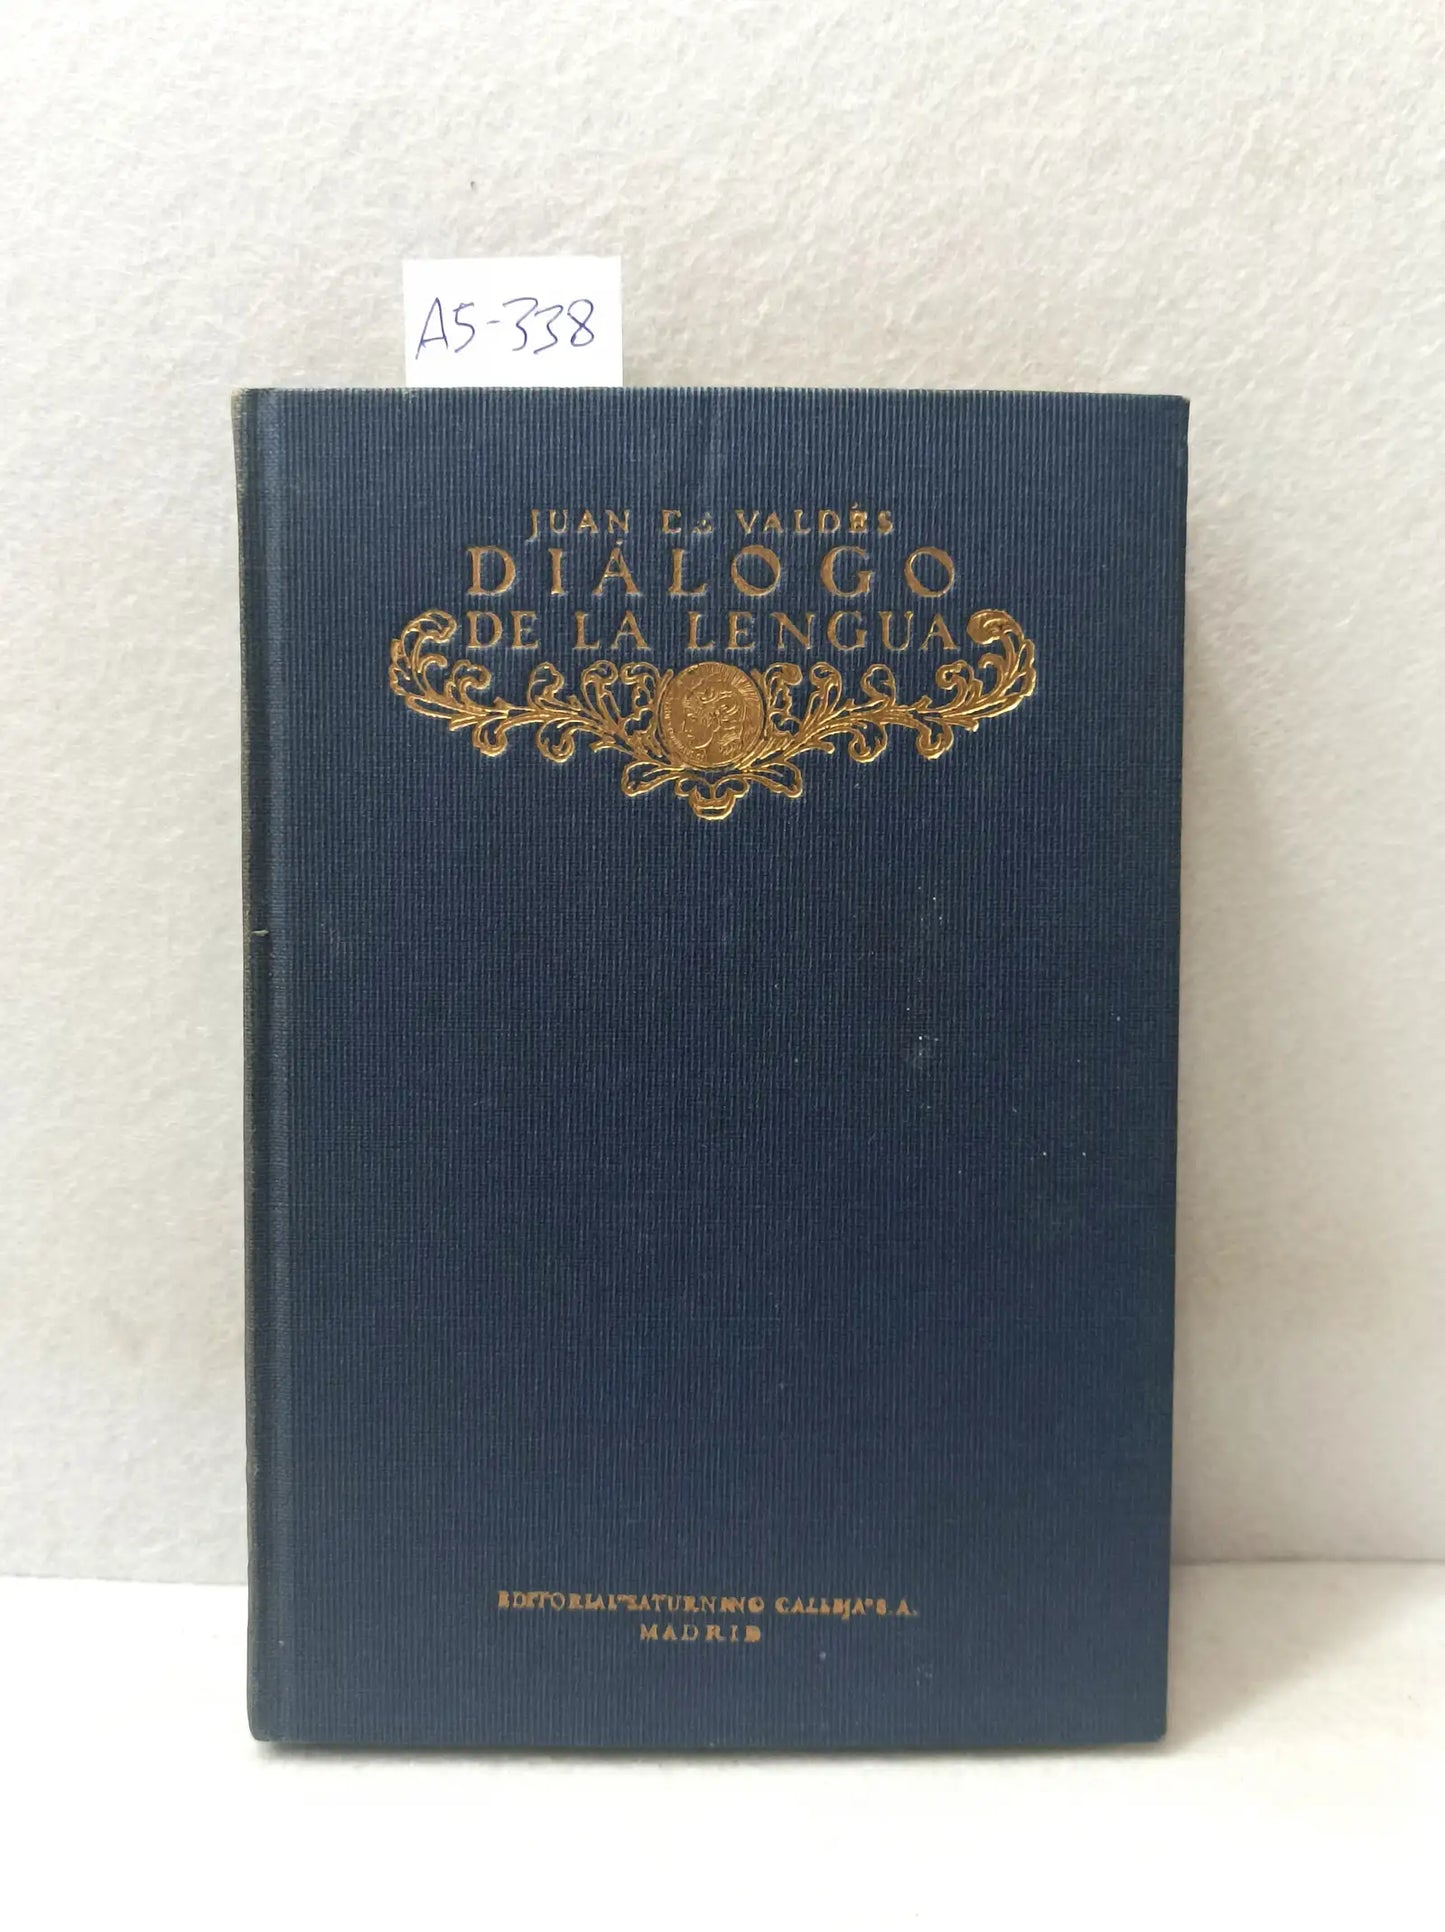 A5-338
JUAN DE VALDÉS
DIÁLOGO
DE LA LENGUA
EDITORIAL "SATURNINO CALLEJA" S.A.
MADRID